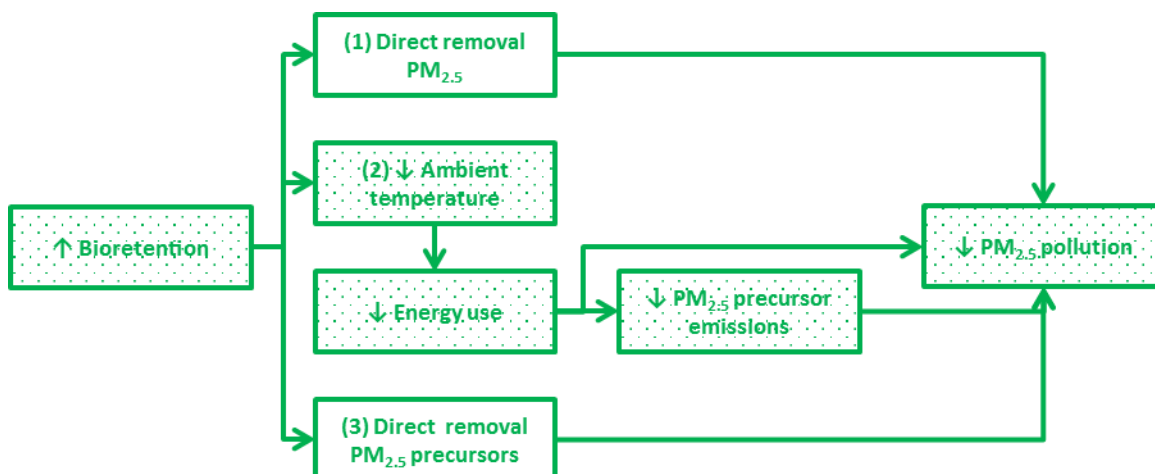 (1) Direct removal
PM2.5
(2) ↓ Ambient
temperature
↑ Bioretention
↓ PM2.5 pollution
↓ Energy use
↓ PM2.5 precursor
emissions
(3) Direct removal
PM2.5 precursors